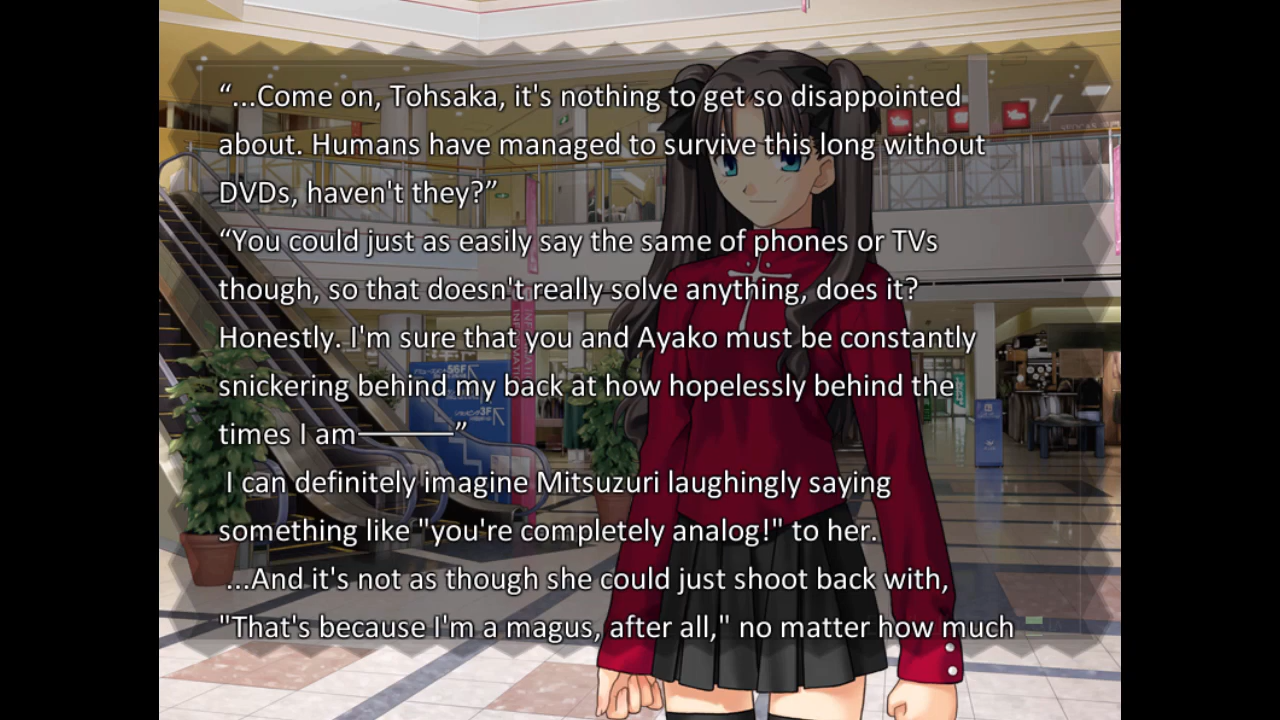 “...Come on, Tohsaka, it's nothing to get so disappointed
about. Humans have managed to survive this long without
DVDs, haven't they?”
“You could just as easily say the same of phones or TVs
though, so that doesn't really solve anything, does it?
Honestly. I'm sure that you and Ayako must be constantly
snickering behind my back at how hopelessly behind the
times I am———”
I can definitely imagine Mitsuzuri laughingly saying
something like "you're completely analog!" to her.
...And it's not as though she could just shoot back with,
"That's because I'm a magus, after all," no matter how much
5/6F
3F
INFORMATION